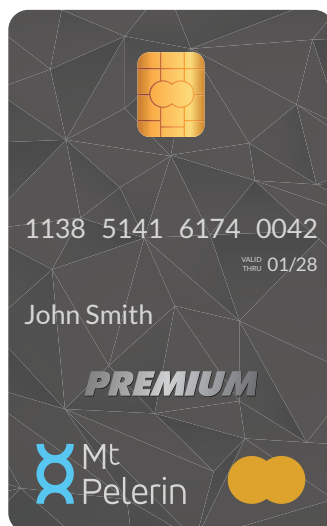 1138 5141 6174 0042
VALID
THRU 01/28
John Smith
PREMIUM
Mt
Pelerin